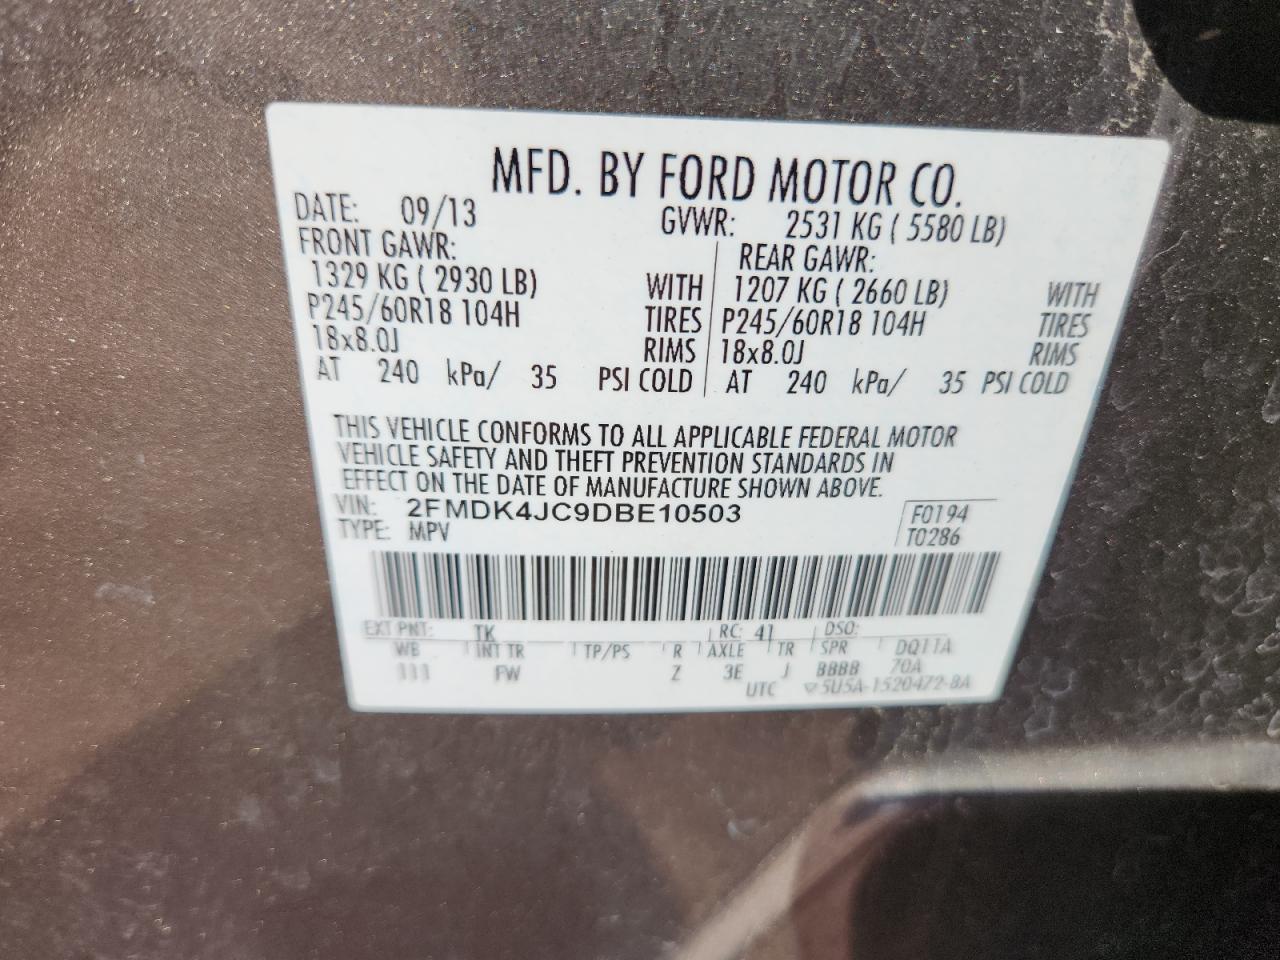 MFD. BY FORD MOTOR CO.
DATE: 09/13 GVWR: 2531 KG ( 5580 LB)
FRONT GAWR: REAR GAWR:
1329 KG ( 2930 LB) WITH 1207 KG ( 2660 LB) WITH
P245/60R18 104H TIRES P245/60R18 104H TIRES
18x8.0J RIMS 18x8.0J RIMS
AT 240 kPa/ 35 PSI COLD AT 240 kPa/ 35 PSI COLD
THIS VEHICLE CONFORMS TO ALL APPLICABLE FEDERAL MOTOR
VEHICLE SAFETY AND THEFT PREVENTION STANDARDS IN
EFFECT ON THE DATE OF MANUFACTURE SHOWN ABOVE.
VIN: 2FMDK4JC9DBE10503 F0194
TYPE: MPV T0286
EXT PNT: TK RC: 41 DSO:
WB INT TR TP/PS R AXLE TR SPR DQ11A
111 FW Z 3E J BBBB 70A
UTC ▽5U5A-1520472-BA